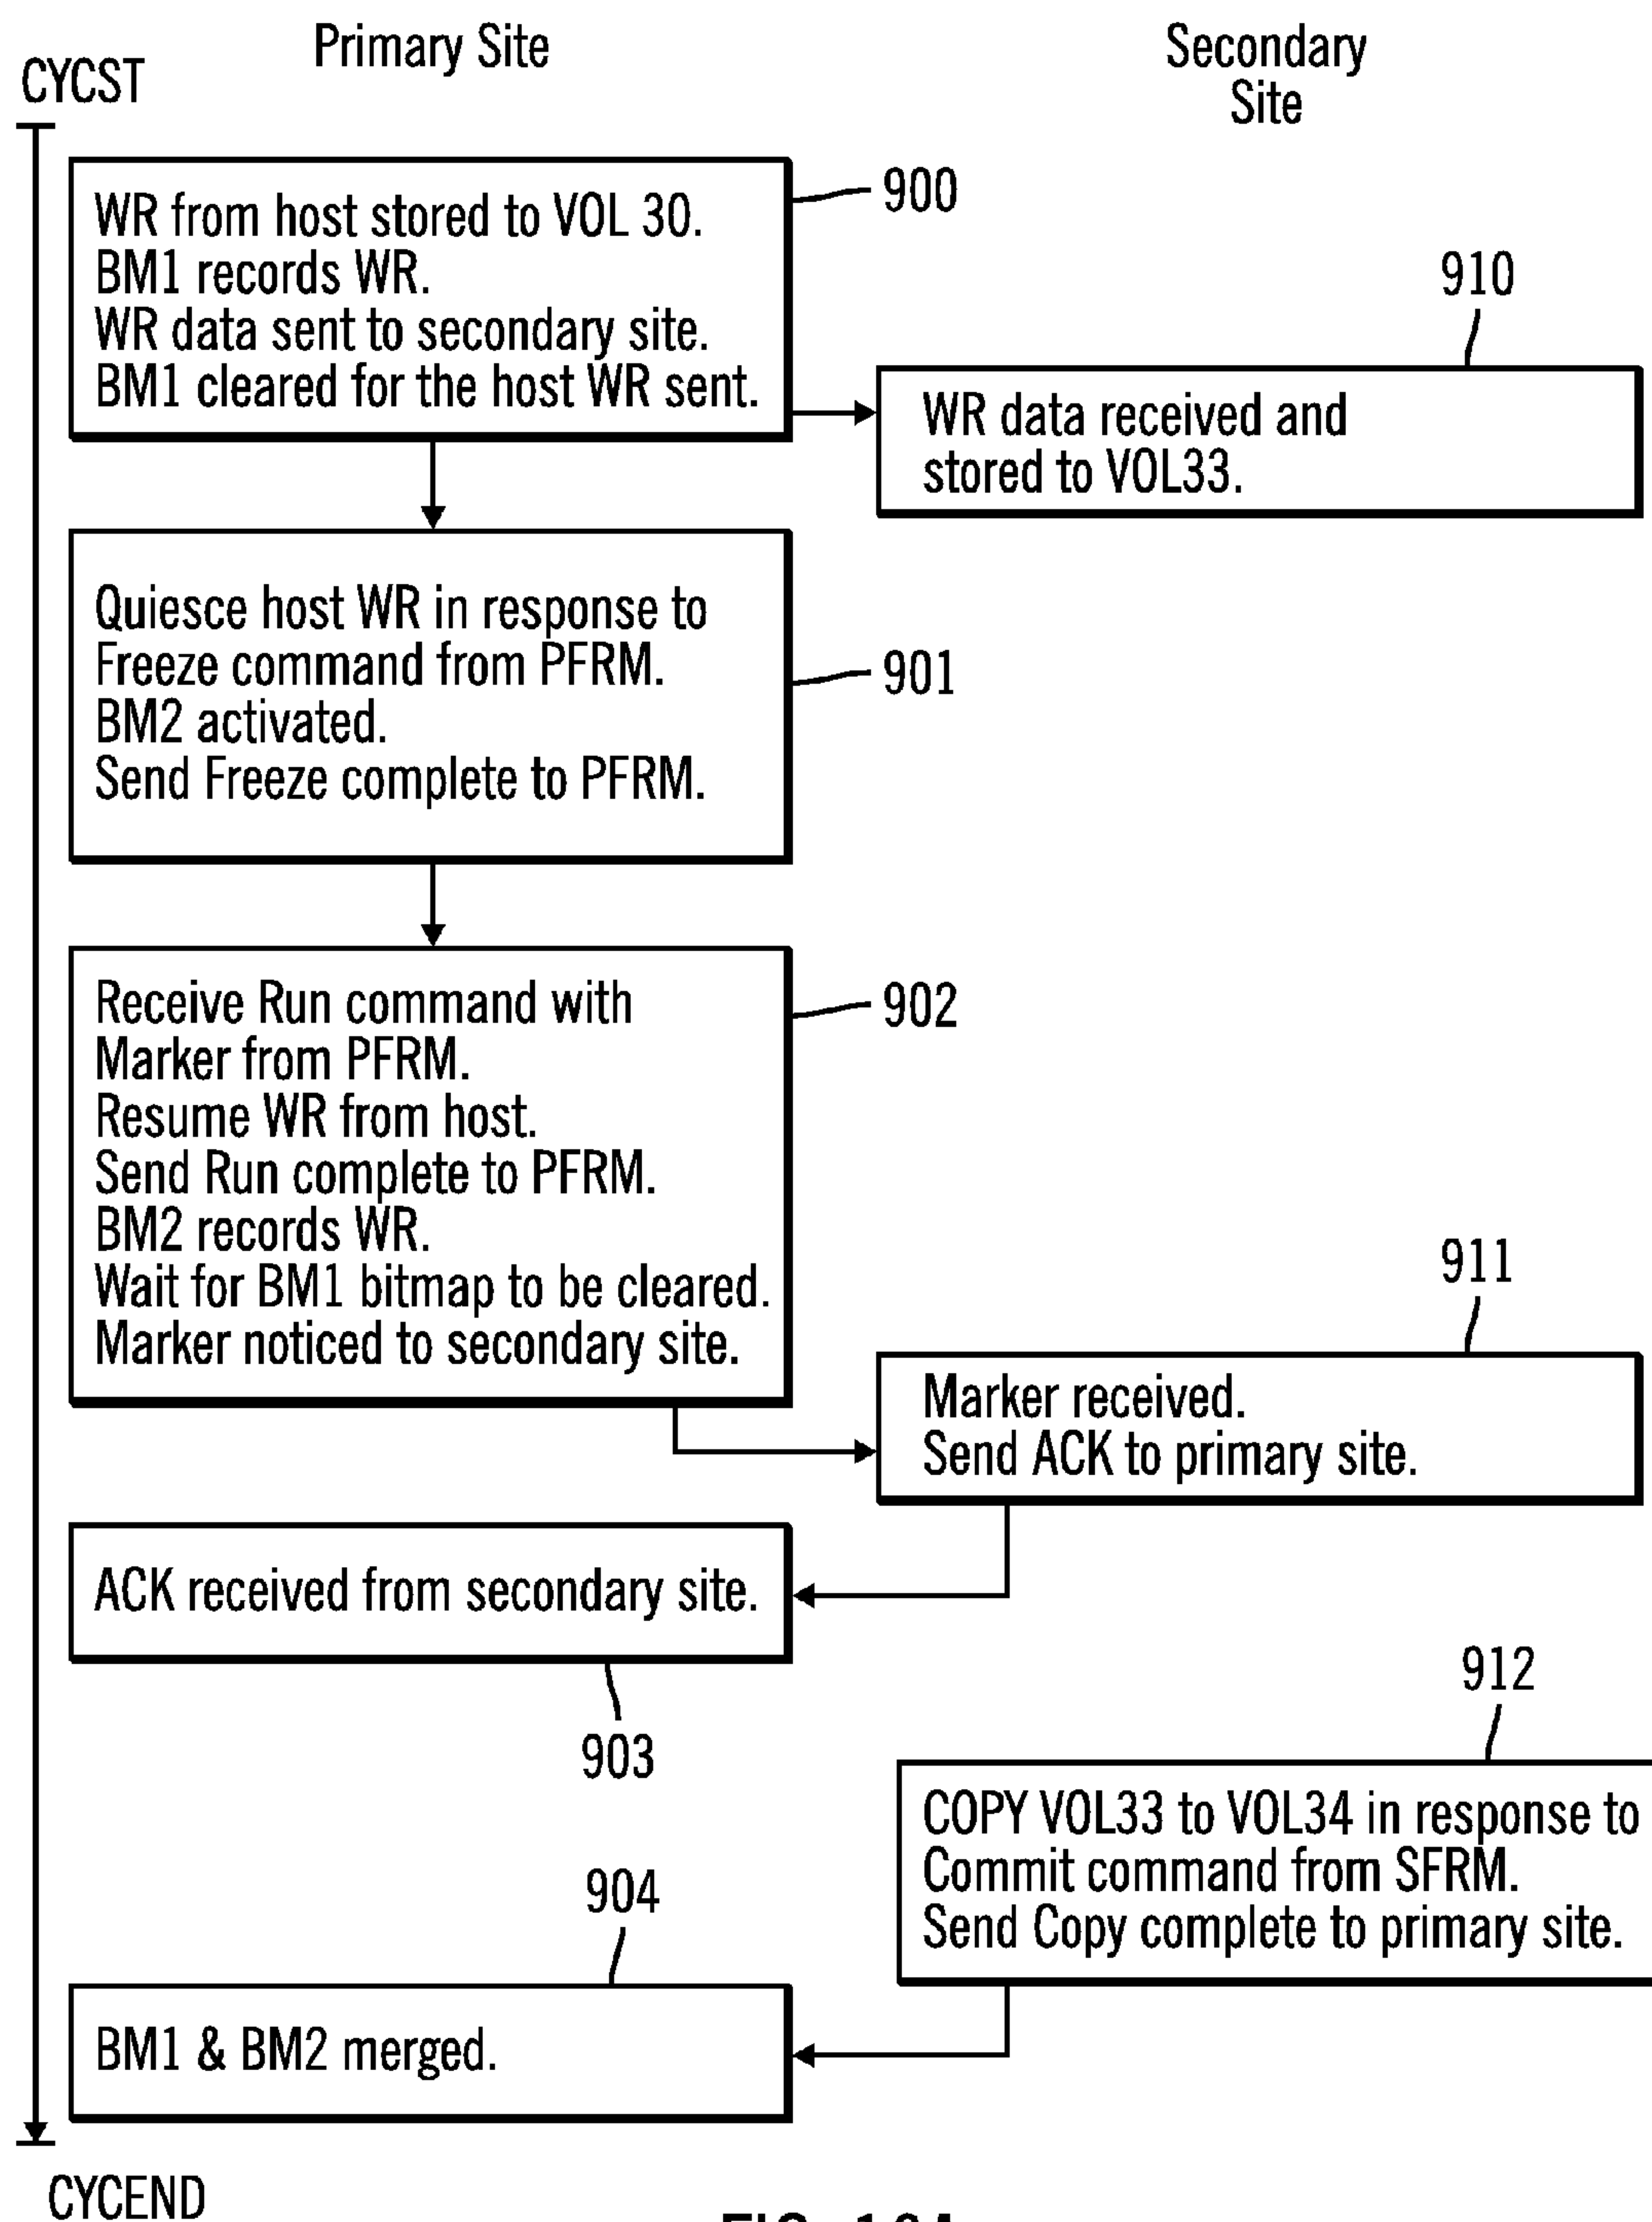 Primary Site
Secondary
Site
CYCST
WR from host stored to VOL 30.
BM1 records WR.
WR data sent to secondary site.
BM1 cleared for the host WR sent.
900
910
WR data received and
stored to VOL33.
Quiesce host WR in response to
Freeze command from PFRM.
BM2 activated.
Send Freeze complete to PFRM.
901
Receive Run command with
Marker from PFRM.
Resume WR from host.
Send Run complete to PFRM.
BM2 records WR.
Wait for BM1 bitmap to be cleared.
Marker noticed to secondary site.
902
911
Marker received.
Send ACK to primary site.
ACK received from secondary site.
903
912
COPY VOL33 to VOL34 in response to
Commit command from SFRM.
Send Copy complete to primary site.
904
BM1 & BM2 merged.
CYCEND